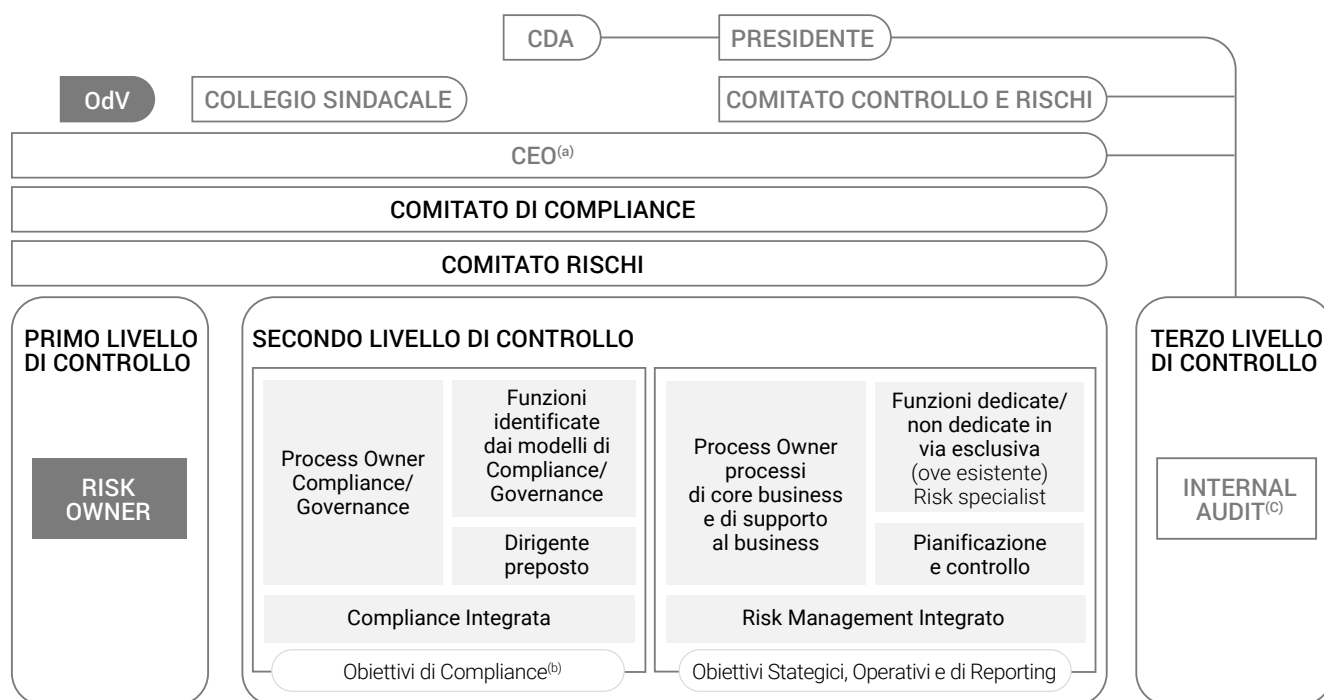 CDA
PRESIDENTE
OdV
COLLEGIO SINDACALE
COMITATO CONTROLLO E RISCHI
CEO(a)
COMITATO DI COMPLIANCE
COMITATO RISCHI
PRIMO LIVELLO
DI CONTROLLO
RISK
OWNER
SECONDO LIVELLO DI CONTROLLO
Process Owner
Compliance/
Governance
Funzioni
identificate
dai modelli di
Compliance/
Governance
Dirigente
preposto
Compliance Integrata
Obiettivi di Compliance(b)
Process Owner
processi
di core business
e di supporto
al business
Funzioni dedicate/
non dedicate in
via esclusiva
(ove esistente)
Risk specialist
Pianificazione
e controllo
Risk Management Integrato
Obiettivi Stategici, Operativi e di Reporting
TERZO LIVELLO
DI CONTROLLO
INTERNAL
AUDIT(C)